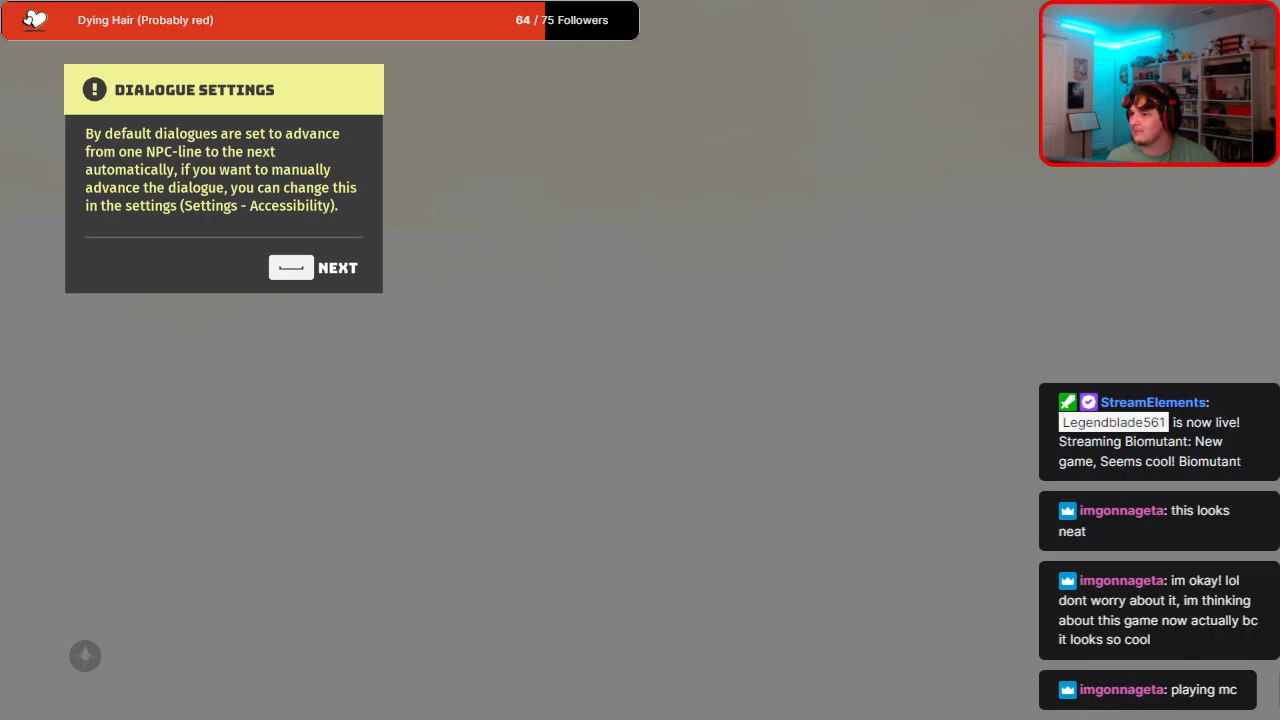 Dying Hair (Probably red)
64 / 75 Followers
DIALOGUE SETTINGS
By default dialogues are set to advance
from one NPC-line to the next
automatically, if you want to manually
advance the dialogue, you can change this
in the settings (Settings - Accessibility).
NEXT
StreamElements:
Legendblade561 is now live!
Streaming Biomutant: New
game, Seems cool! Biomutant
imgonnageta: this looks
neat
imgonnageta: im okay! lol
dont worry about it, im thinking
about this game now actually bc
it looks so cool
imgonnageta: playing mc